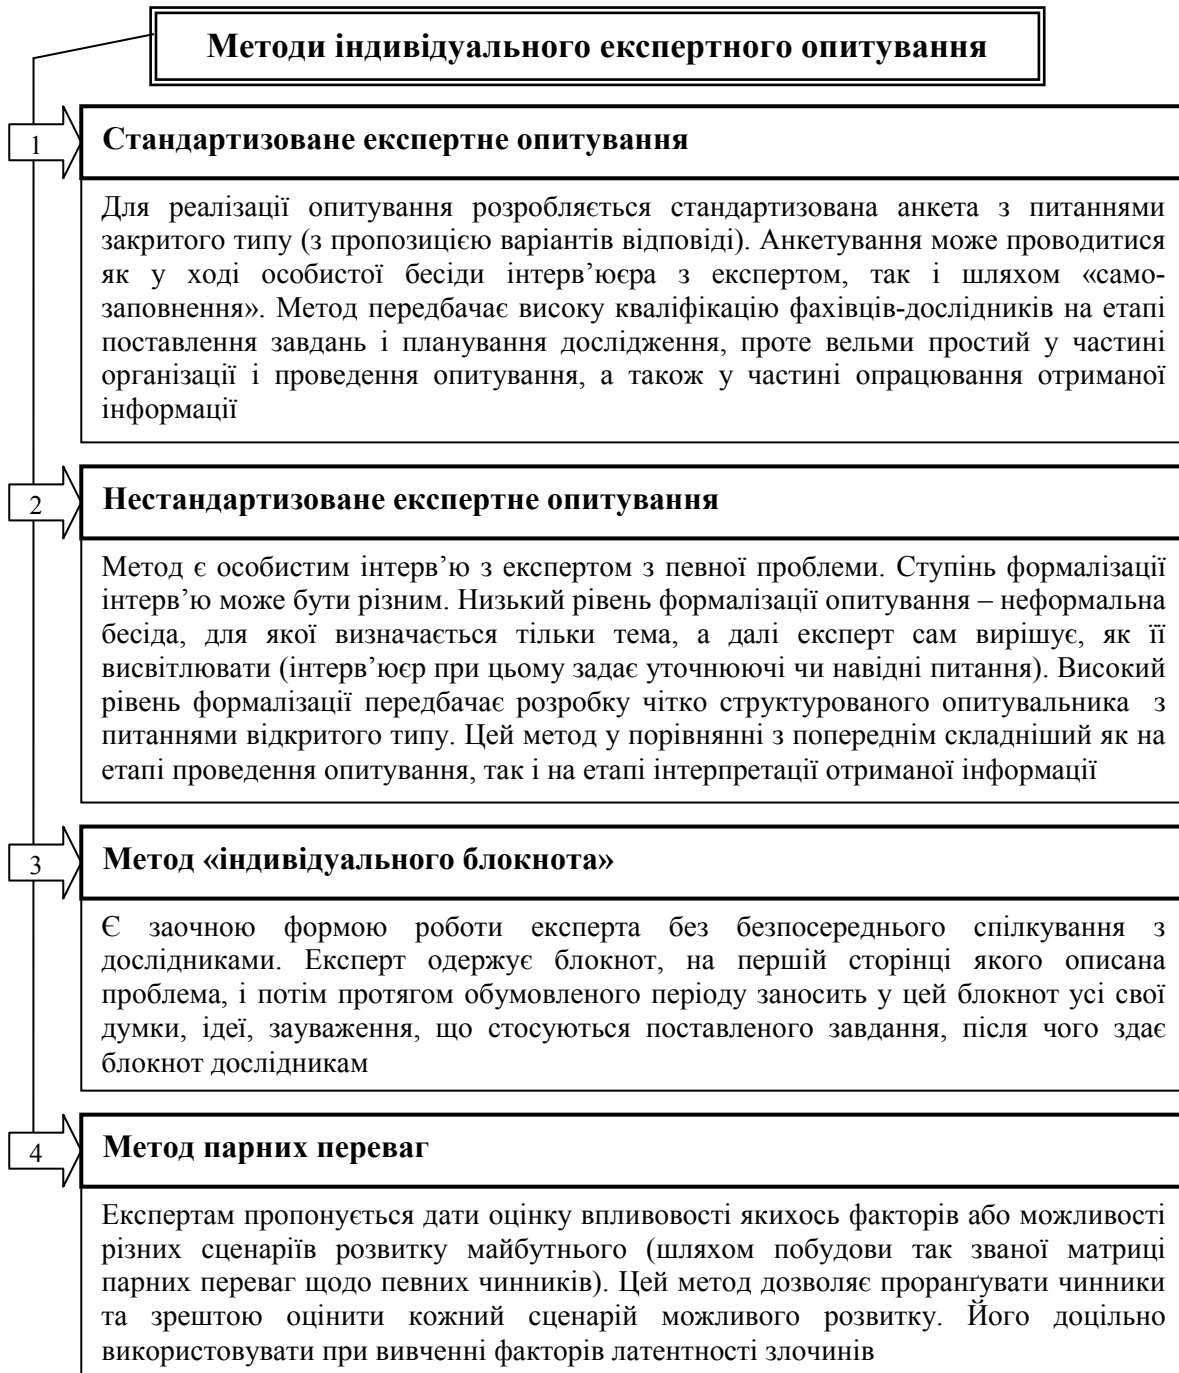 Методи індивідуального експертного опитування
1
Стандартизоване експертне опитування
Для реалізації опитування розробляється стандартизована анкета з питаннями
закритого типу (з пропозицією варіантів відповіді). Анкетування може проводитися
як у ході особистої бесіди інтерв’юєра з експертом, так і шляхом «само-
заповнення». Метод передбачає високу кваліфікацію фахівців-дослідників на етапі
поставлення завдань і планування дослідження, проте вельми простий у частині
організації і проведення опитування, а також у частині опрацювання отриманої
інформації
2
Нестандартизоване експертне опитування
Метод є особистим інтерв’ю з експертом з певної проблеми. Ступінь формалізації
інтерв’ю може бути різним. Низький рівень формалізації опитування – неформальна
бесіда, для якої визначається тільки тема, а далі експерт сам вирішує, як її
висвітлювати (інтерв’юєр при цьому задає уточнюючі чи навідні питання). Високий
рівень формалізації передбачає розробку чітко структурованого опитувальника з
питаннями відкритого типу. Цей метод у порівнянні з попереднім складніший як на
етапі проведення опитування, так і на етапі інтерпретації отриманої інформації
3
Метод «індивідуального блокнота»
Є заочною формою роботи експерта без безпосереднього спілкування з
дослідниками. Експерт одержує блокнот, на першій сторінці якого описана
проблема, і потім протягом обумовленого періоду заносить у цей блокнот усі свої
думки, ідеї, зауваження, що стосуються поставленого завдання, після чого здає
блокнот дослідникам
4
Метод парних переваг
Експертам пропонується дати оцінку впливовості якихось факторів або можливості
різних сценаріїв розвитку майбутнього (шляхом побудови так званої матриці
парних переваг щодо певних чинників). Цей метод дозволяє проранґувати чинники
та зрештою оцінити кожний сценарій можливого розвитку. Його доцільно
використовувати при вивченні факторів латентності злочинів